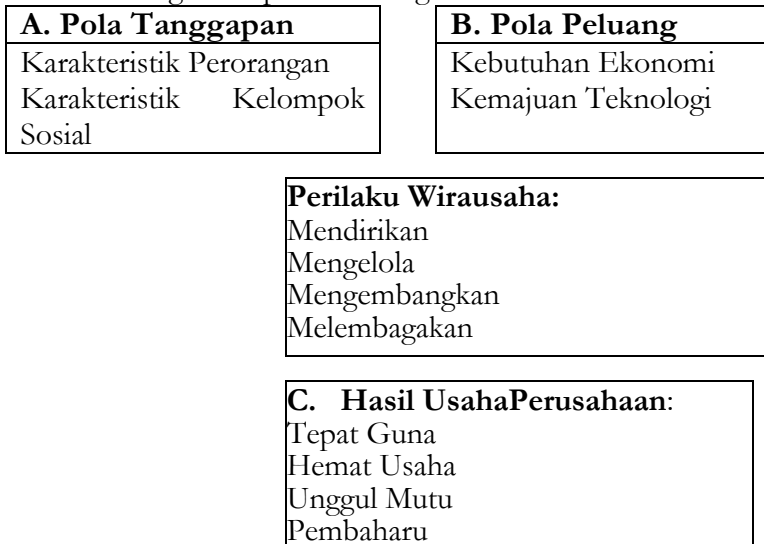 A. Pola Tanggapan
Karakteristik Perorangan
Karakteristik Kelompok
Sosial
B. Pola Peluang
Kebutuhan Ekonomi
Kemajuan Teknologi
Perilaku Wirausaha:
Mendirikan
Mengelola
Mengembangkan
Melembagakan
C. Hasil UsahaPerusahaan:
Tepat Guna
Hemat Usaha
Unggul Mutu
Pembaharu